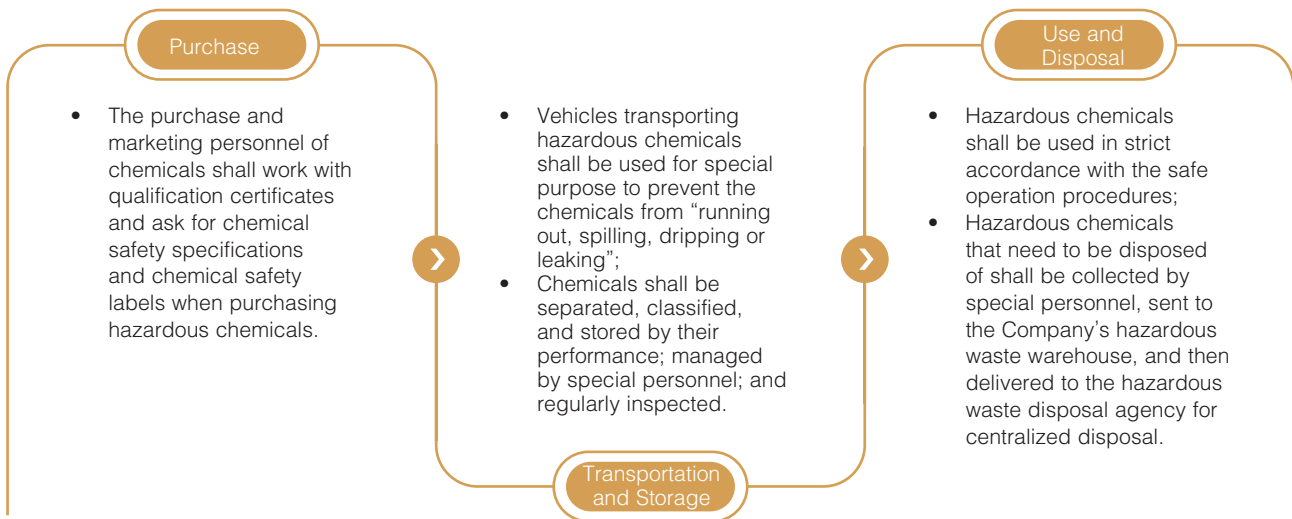 Purchase
• The purchase and
marketing personnel of
chemicals shall work with
qualification certificates
and ask for chemical
safety specifications
and chemical safety
labels when purchasing
hazardous chemicals.
• Vehicles transporting
hazardous chemicals
shall be used for special
purpose to prevent the
chemicals from “running
out, spilling, dripping or
leaking”;
• Chemicals shall be
separated, classified,
and stored by their
performance; managed
by special personnel; and
regularly inspected.
Transportation
and Storage
Use and
Disposal
• Hazardous chemicals
shall be used in strict
accordance with the safe
operation procedures;
• Hazardous chemicals
that need to be disposed
of shall be collected by
special personnel, sent to
the Company’s hazardous
waste warehouse, and then
delivered to the hazardous
waste disposal agency for
centralized disposal.